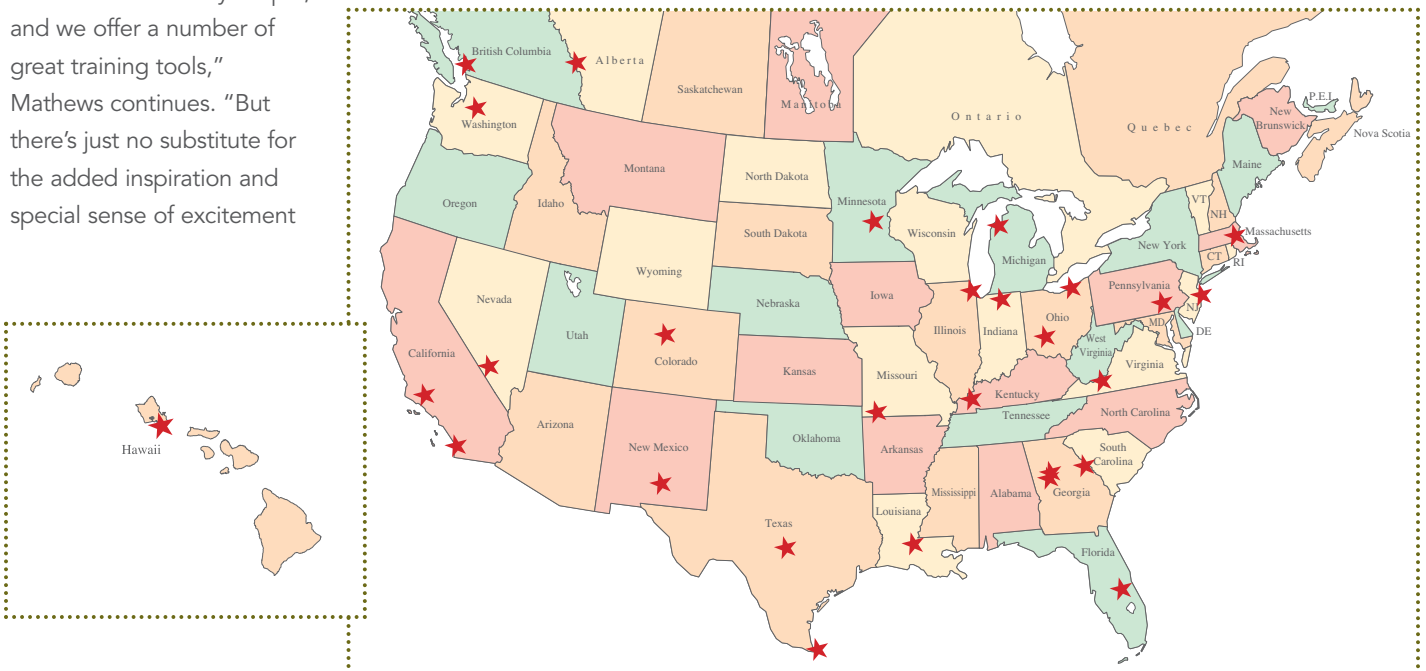 and we offer a number of
great training tools,”
Mathews continues. “But
there’s just no substitute for
the added inspiration and
special sense of excitement
British Columbia
Alberta
Saskatchewan
Manitoba
Ontario
Quebec
P.E.I.
New
Brunswick
Nova Scotia
Washington
Montana
North Dakota
Minnesota
Maine
Oregon
Idaho
South Dakota
Wisconsin
Michigan
VT
NH
New York
Massachusetts
CT
RI
Wyoming
Nebraska
Iowa
Pennsylvania
NJ
Nevada
Utah
Colorado
Illinois
Indiana
Ohio
MD
DE
West
Virginia
Virginia
California
Kansas
Missouri
Kentucky
Arizona
New Mexico
Oklahoma
Arkansas
Tennessee
North Carolina
South
Carolina
Hawaii
Texas
Louisiana
Mississippi
Alabama
Georgia
Florida